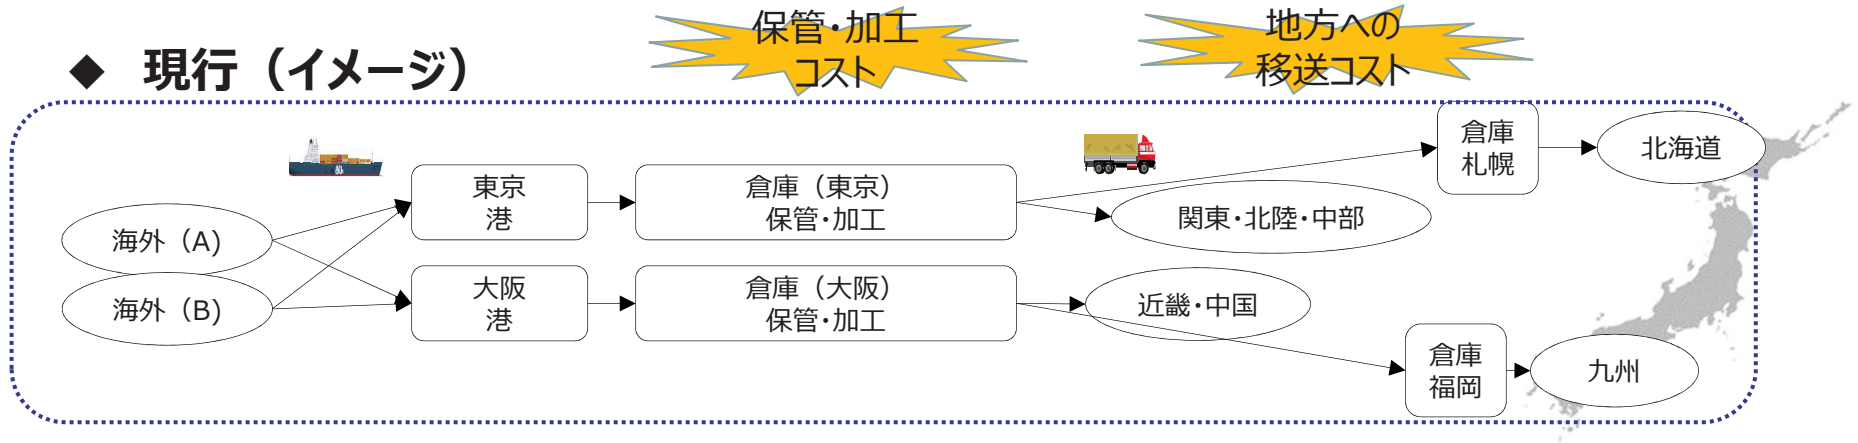 ◆ 現行（イメージ）
保管・加工
コスト
地方への
移送コスト
海外（A)
海外（B)
東京
港
大阪
港
倉庫（東京）
保管・加工
倉庫（大阪）
保管・加工
倉庫
札幌
北海道
関東・北陸・中部
近畿・中国
倉庫
福岡
九州